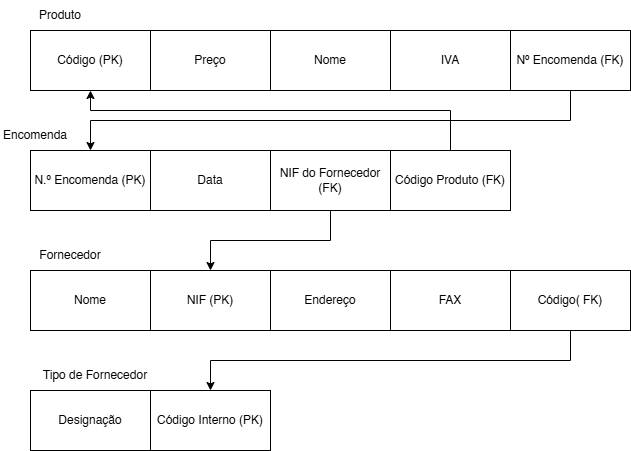 Produto
Código (PK) Preço Nome IVA Nº Encomenda (FK)
Encomenda
N.º Encomenda (PK) Data NIF do Fornecedor (FK) Código Produto (FK)
Fornecedor
Nome NIF (PK) Endereço FAX Código( FK)
Tipo de Fornecedor
Designação Código Interno (PK)